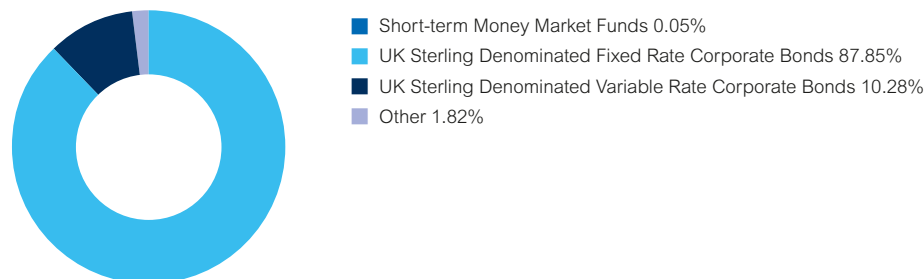 Short-term Money Market Funds 0.05%
UK Sterling Denominated Fixed Rate Corporate Bonds 87.85%
UK Sterling Denominated Variable Rate Corporate Bonds 10.28%
Other 1.82%